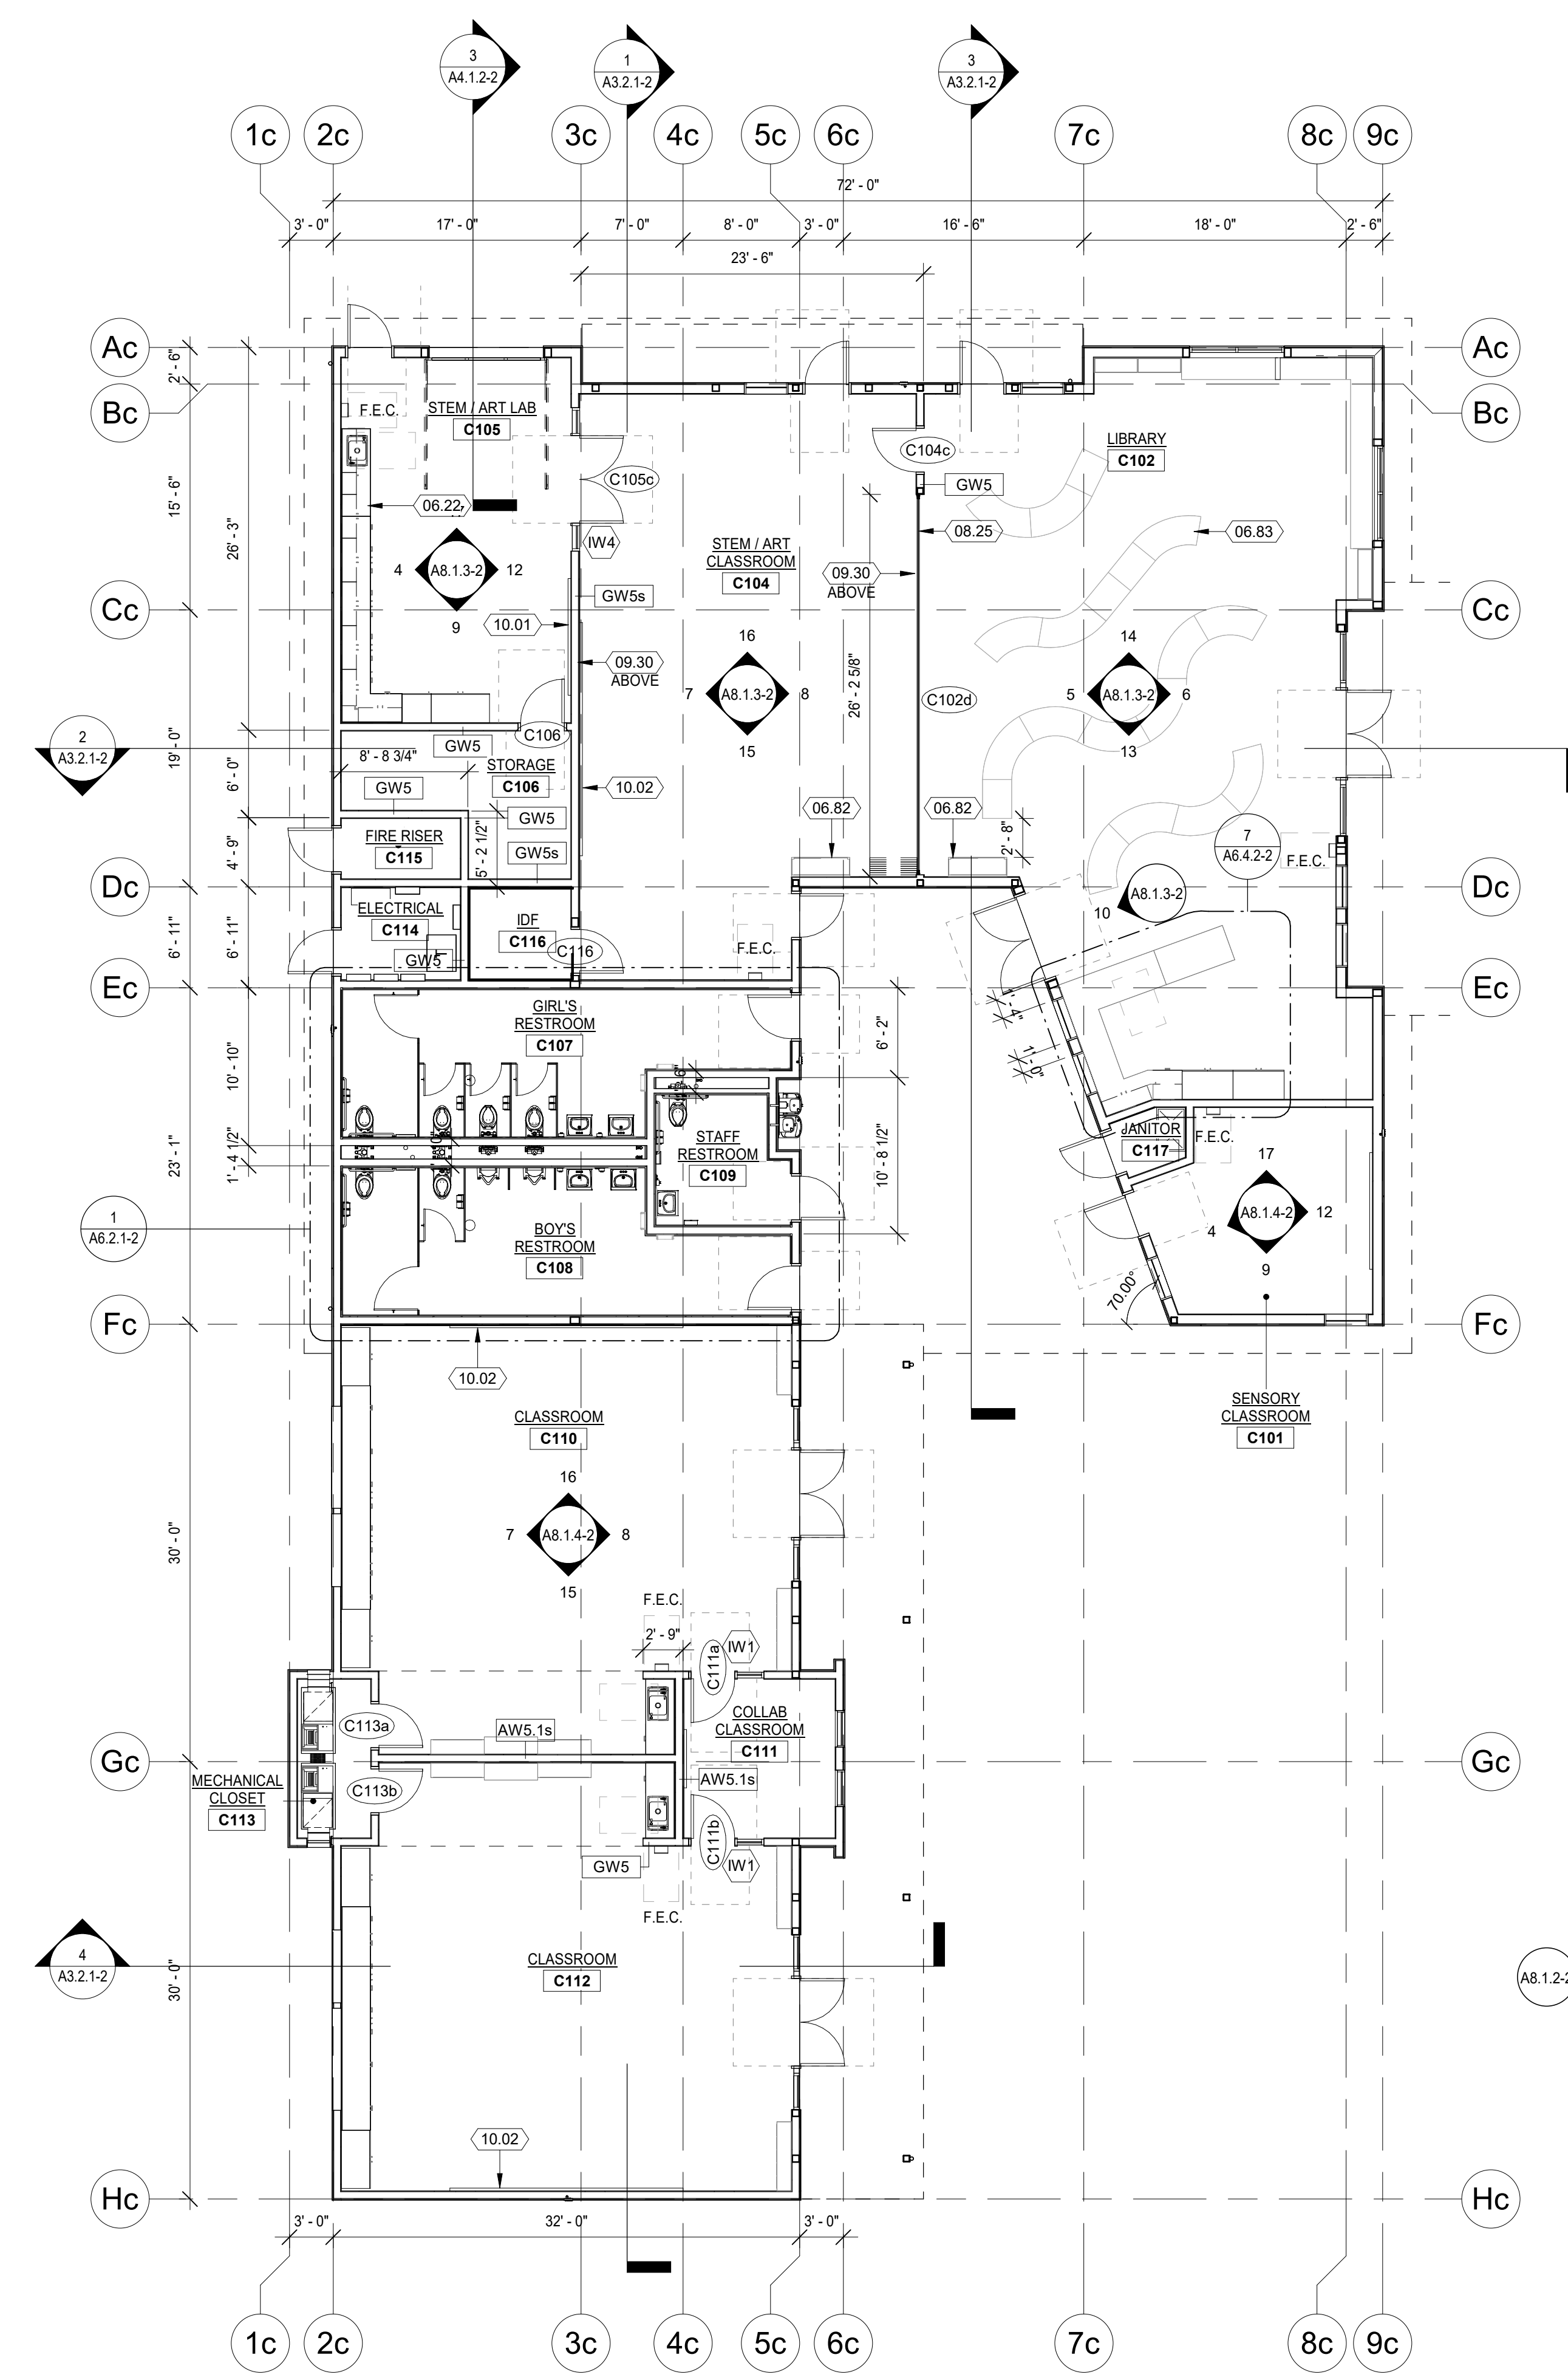 3
A4.1.2-2
1
A3.2.1-2
3
A3.2.1-2
1c
2c
3c
4c
5c
6c
7c
8c
9c
72' - 0"
3' - 0"
17' - 0"
7' - 0"
8' - 0"
3' - 0"
16' - 6"
18' - 0"
2' - 6"
23' - 6"
Ac
Ac
2' - 6"
Bc
Bc
F.E.C.
STEM / ART LAB
C105
C104c
LIBRARY
C102
C105c
GW5
15' - 6"
26' - 3"
06.22
IW4
STEM / ART
CLASSROOM
C104
08.25
06.83
4
A8.1.3-2
12
9
09.30
ABOVE
GW5s
Cc
Cc
10.01
16
14
09.30
ABOVE
7
A8.1.3-2
8
15
26' - 2 5/8"
C102d
5
A8.1.3-2
6
13
2
A3.2.1-2
19' - 0"
C106
GW5
8' - 8 3/4"
STORAGE
C106
6' - 0"
GW5
10.02
06.82
06.82
GW5
2' - 8"
7
A6.4.2-2
FIRE RISER
C115
4' - 9"
5' - 2 1/2"
GW5s
F.E.C.
Dc
Dc
A8.1.3-2
10
ELECTRICAL
C114
IDF
C116
C116
F.E.C.
6' - 11"
6' - 11"
GW5
Ec
Ec
GIRL'S
RESTROOM
C107
1' - 4"
6' - 2"
1' - 0"
10' - 10"
STAFF
RESTROOM
C109
JANITOR
C117
F.E.C.
23' - 1"
1' - 4 1/2"
10' - 8 1/2"
17
A8.1.4-2
12
4
9
1
A6.2.1-2
BOY'S
RESTROOM
C108
70.00°
Fc
Fc
10.02
SENSORY
CLASSROOM
C101
CLASSROOM
C110
16
7
A8.1.4-2
8
15
30' - 0"
F.E.C.
2' - 9"
C111a
IW1
COLLAB
CLASSROOM
C111
C113a
AW5.1s
Gc
Gc
MECHANICAL
CLOSET
C113
C113b
AW5.1s
C111b
IW1
GW5
F.E.C.
4
A3.2.1-2
CLASSROOM
C112
30' - 0"
A8.1.2-2
10.02
Hc
Hc
3' - 0"
32' - 0"
3' - 0"
1c
2c
3c
4c
5c
6c
7c
8c
9c